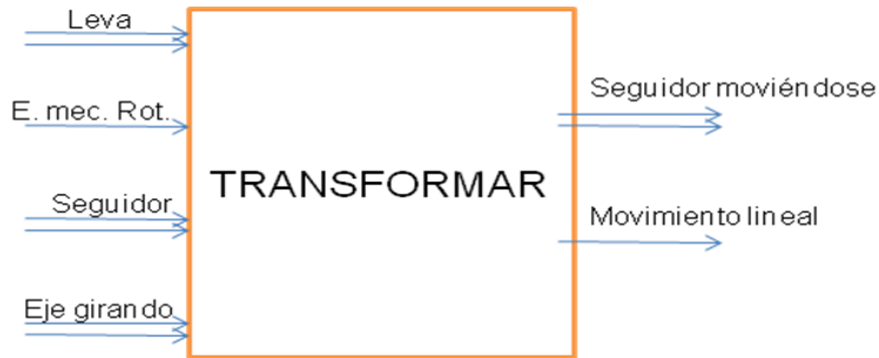 Leva
E. mec. Rot.
Seguidor
Eje girando
TRANSFORMAR
Seguidor moviéndose
Movimiento lineal